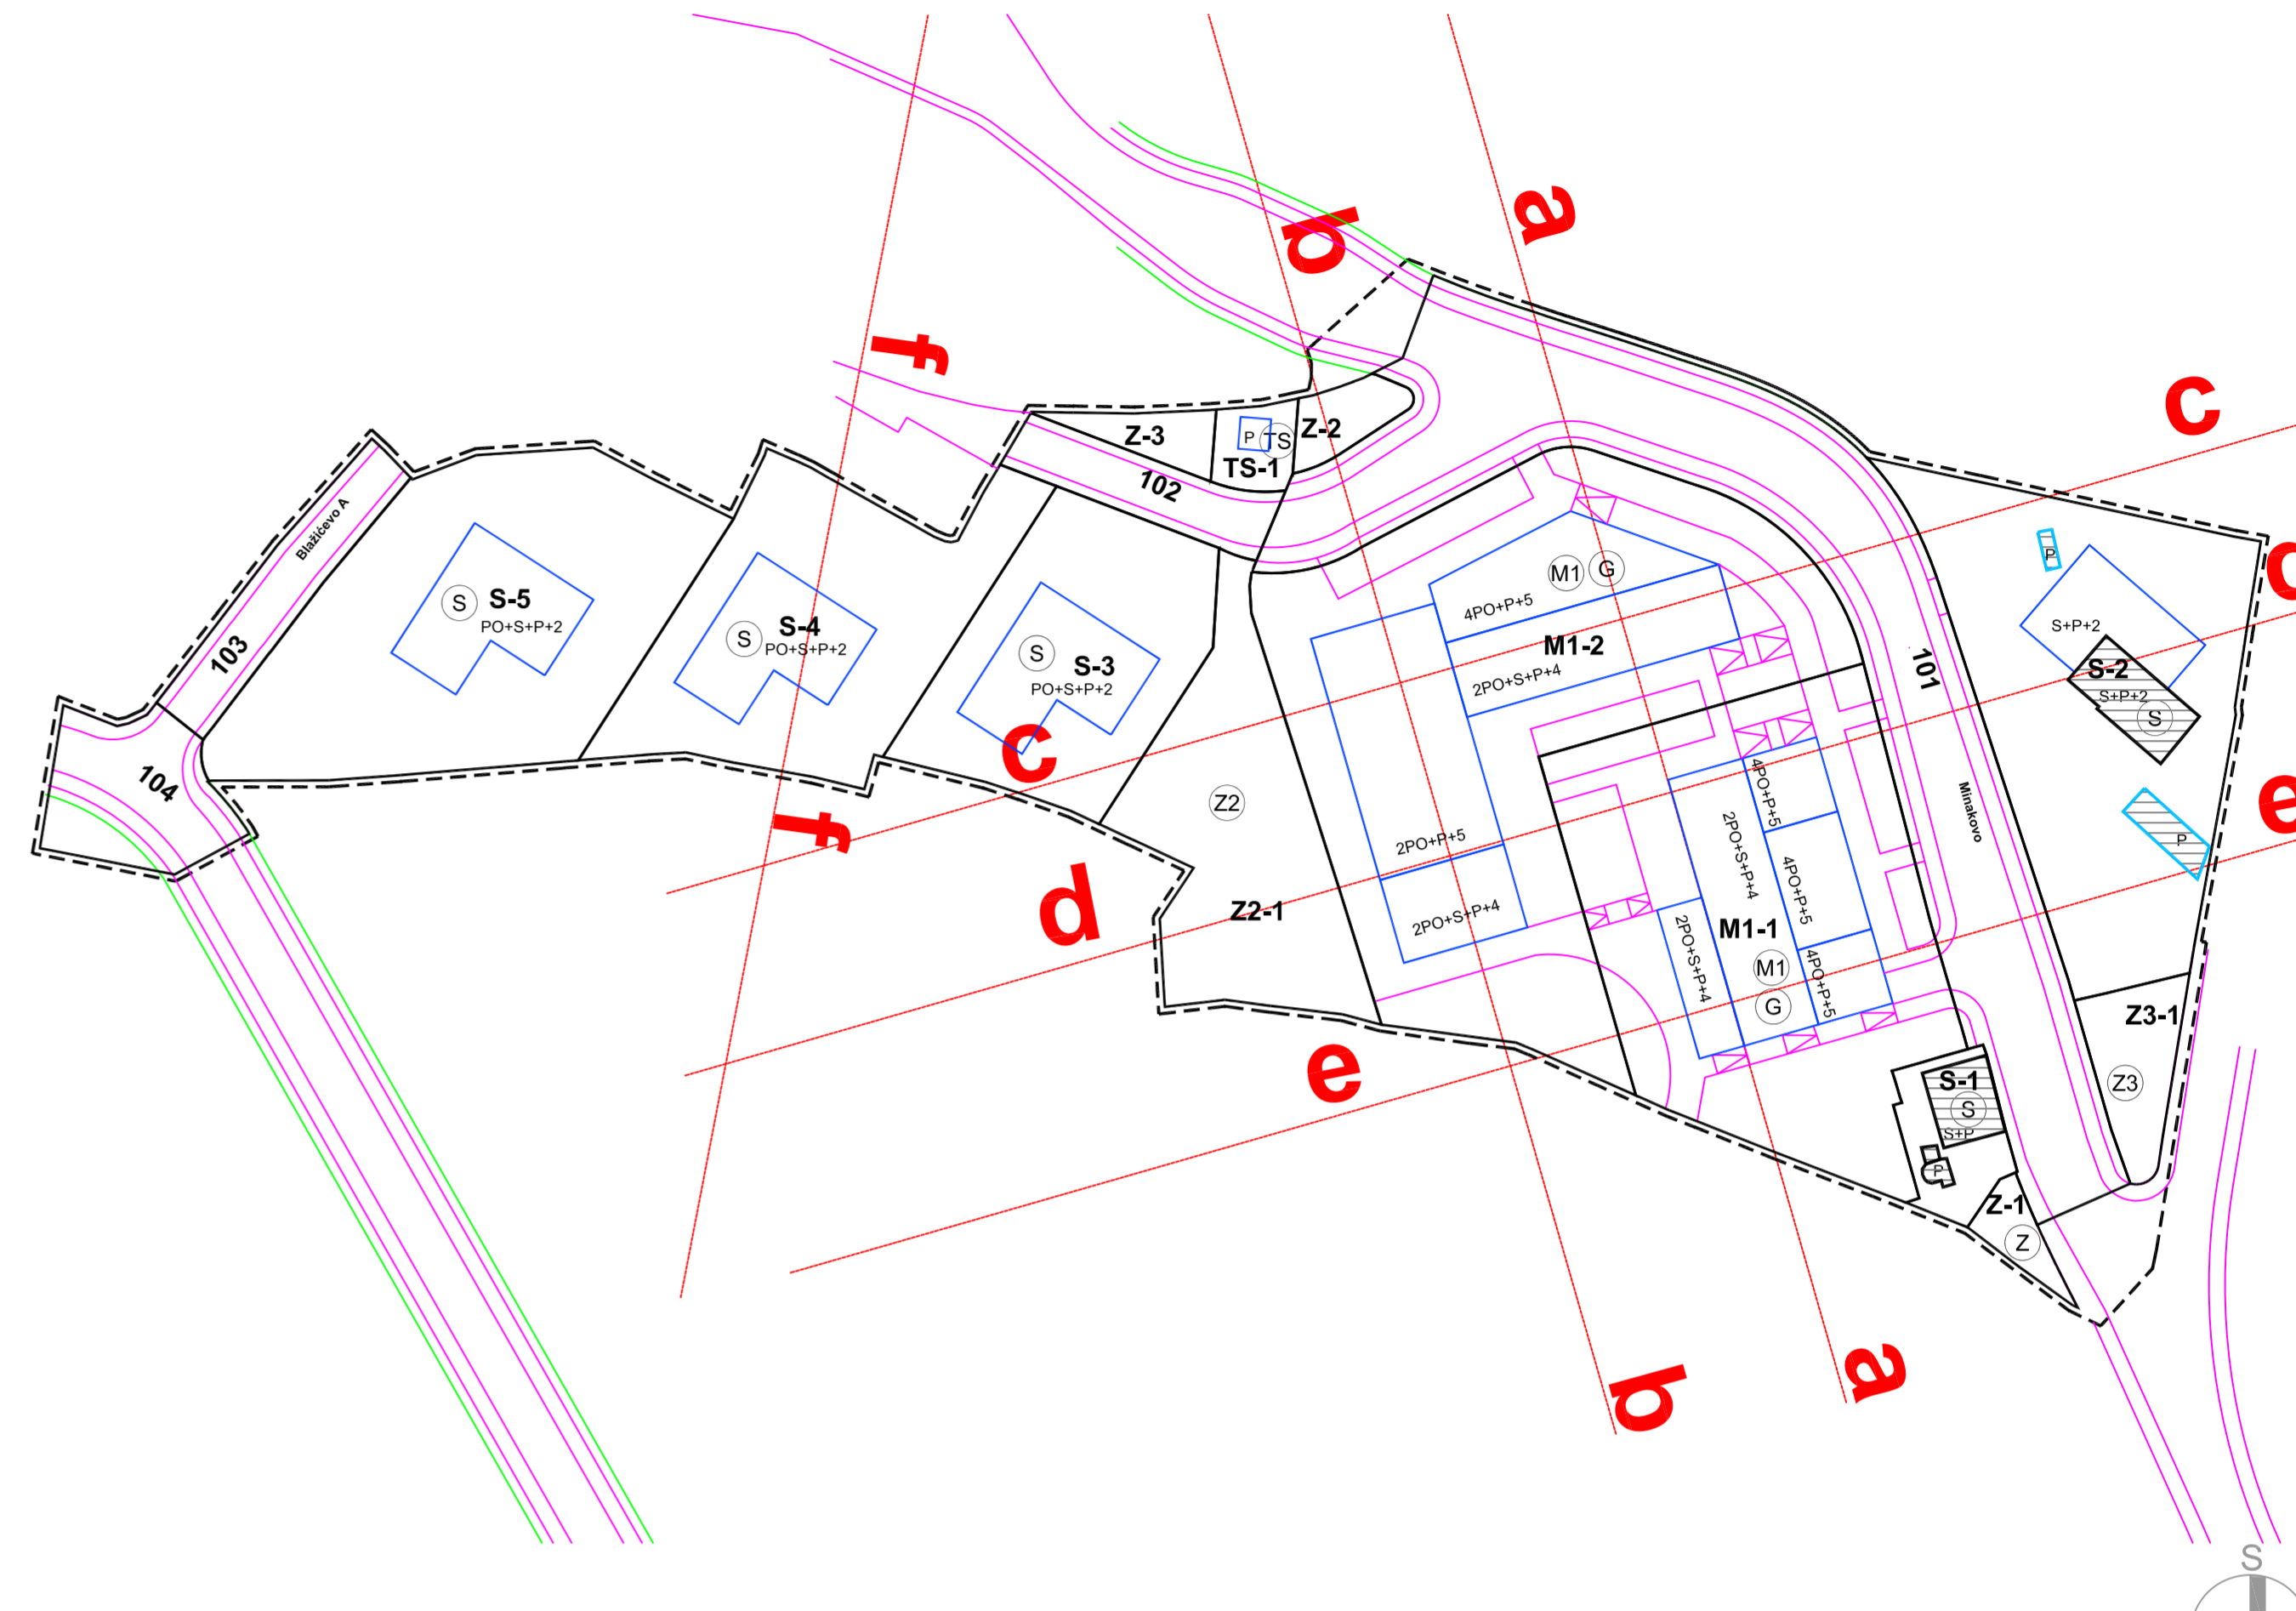 a
b
f
c
d
Z-3
P
TS
TS-1
Z-2
102
Blažićevo A
103
104
S
S-5
PO+S+P+2
S
S-4
PO+S+P+2
S
S-3
PO+S+P+2
c
f
d
e
Z2
Z2-1
M1
G
4PO+P+5
M1-2
2PO+S+P+4
2PO+P+5
2PO+S+P+4
4PO+P+5
2PO+S+P+4
4PO+P+5
2PO+S+P+4
M1-1
M1
G
4PO+P+5
101
Minakovo
P
S+P+2
S-2
S+P+2
S
P
e
Z3-1
Z3
S-1
S
S+P
P
Z-1
Z
b
a
S